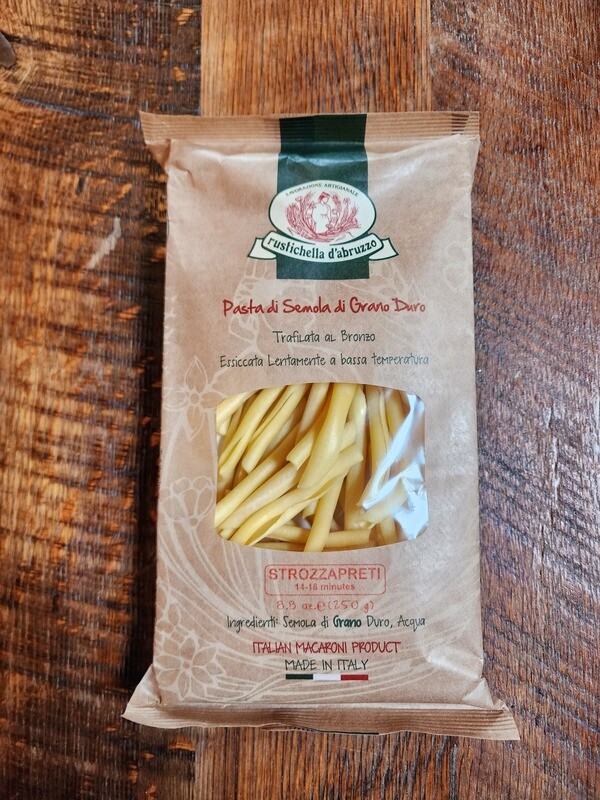 LAVORAZIONE ARTIGIANALE
rustichella d'abruzzo
Pasta di Semola di Grano Duro
Trafilata al Bronzo
Essiccata Lentamente a bassa temperatura
STROZZAPRETI
14-16 minutes
8.8 oz.e (250 g)
Ingredienti: Semola di Grano Duro, Acqua
ITALIAN MACARONI PRODUCT
MADE IN ITALY